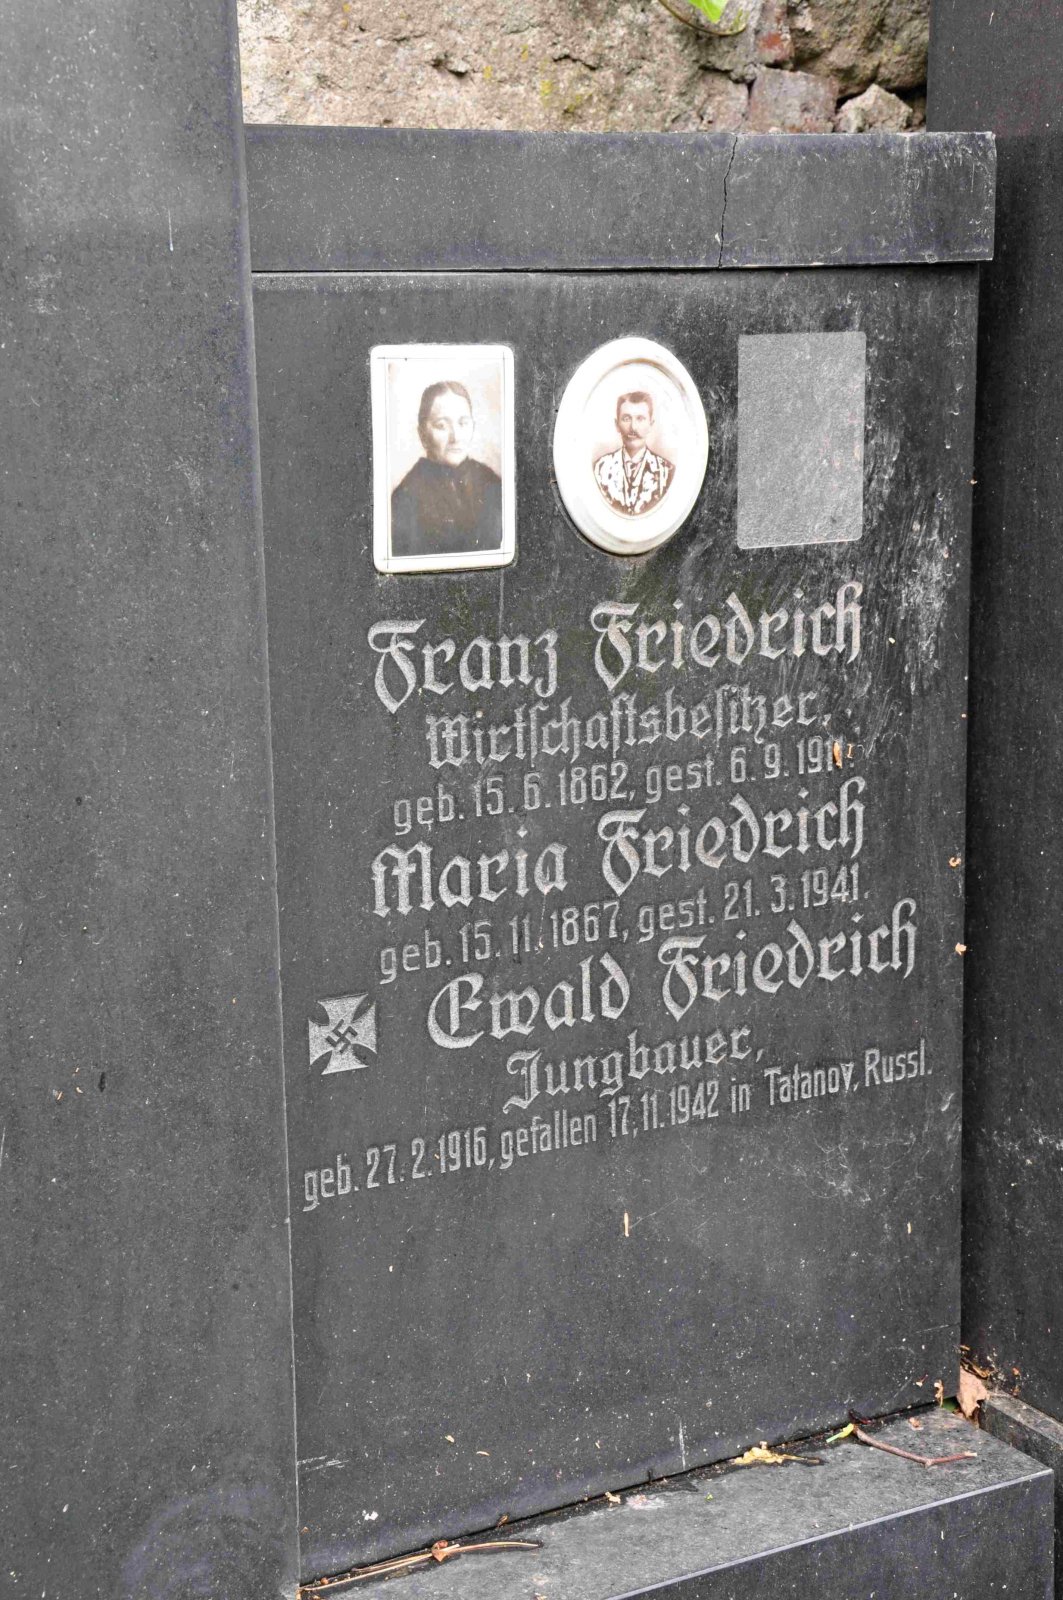 Franz Friedrich
Wirtschaftsbesitzer,
geb. 15. 6. 1862, gest. 6. 9. 1911.
Maria Friedrich
geb. 15. 11. 1867, gest. 21. 3. 1941.
Ewald Friedrich
Jungbauer,
geb. 27. 2. 1916, gefallen 17. 11. 1942 in Tatanov, Russl.